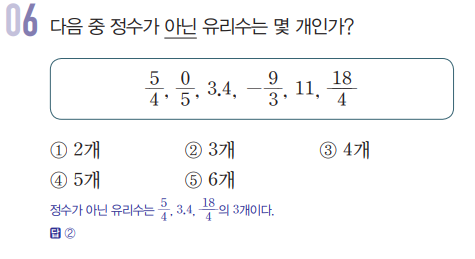 06 다음 중 정수가 아닌 유리수는 몇 개인가?
5/4, 0/5, 3.4, -9/3, 11, 18/4
① 2개 ② 3개 ③ 4개
④ 5개 ⑤ 6개
정수가 아닌 유리수는 5/4, 3.4, 18/4의 3개이다.
답 ②